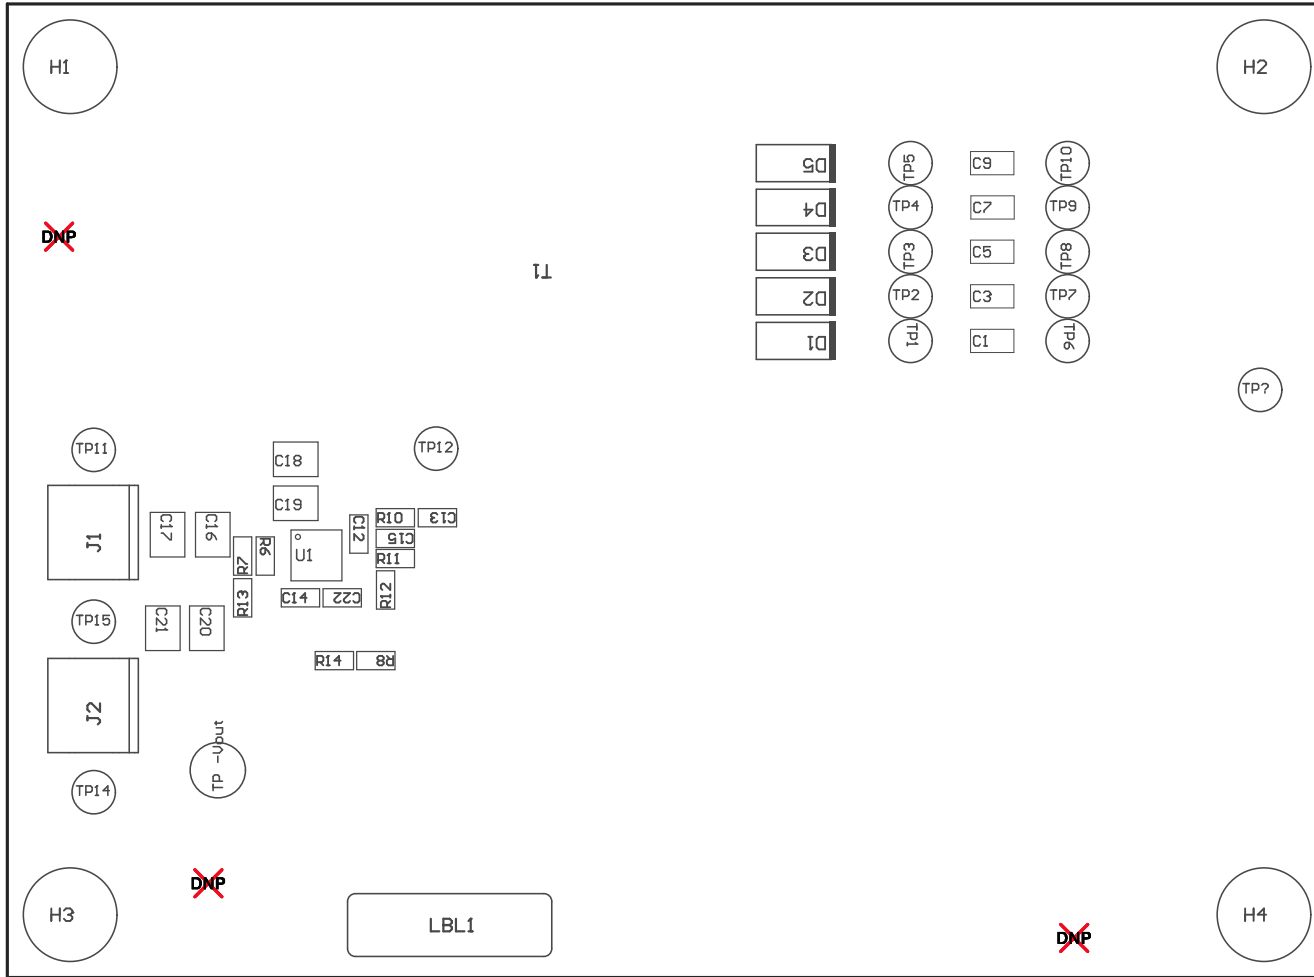 H1
H2
D5
TP5
C9
TP10
D4
TP4
C7
TP9
DNP
D3
TP3
C5
TP8
T1
D2
TP2
C3
TP7
D1
TP1
C1
TP6
TP?
TP11
C18
TP12
C19
J1
C17
C16
R7
R6
U1
C12
R10
C13
C15
R11
R13
C14
C22
R12
TP15
C21
C20
R14
R8
J2
TP -Vout
TP14
DNP
H3
LBL1
DNP
H4